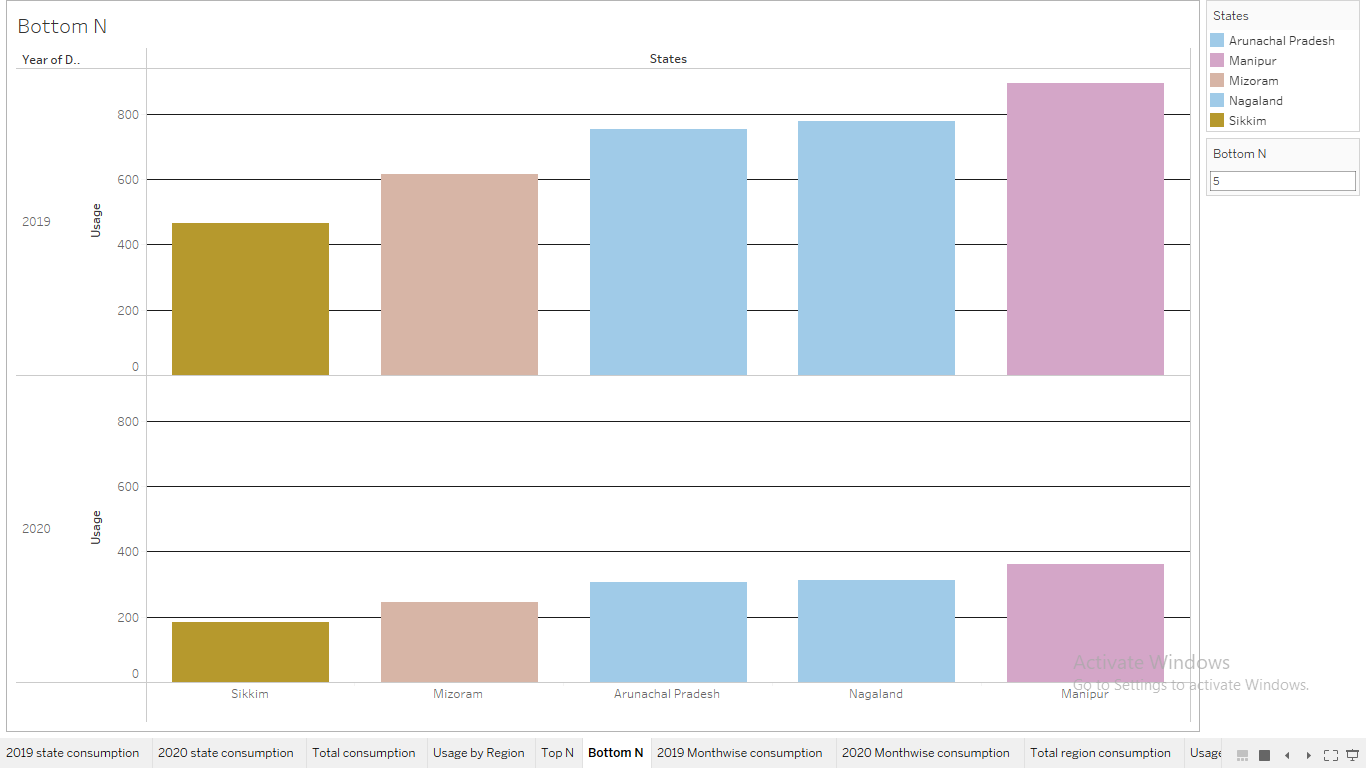 Bottom N
Year of D..
States
800
600
400
200
0
2019
Usage
800
600
400
200
0
2020
Usage
Sikkim
Mizoram
Arunachal Pradesh
Nagaland
Manipur
States
Arunachal Pradesh
Manipur
Mizoram
Nagaland
Sikkim
Bottom N
5
Activate Windows
Go to Settings to activate Windows.
2019 state consumption
2020 state consumption
Total consumption
Usage by Region
Top N
Bottom N
2019 Monthwise consumption
2020 Monthwise consumption
Total region consumption
Usage